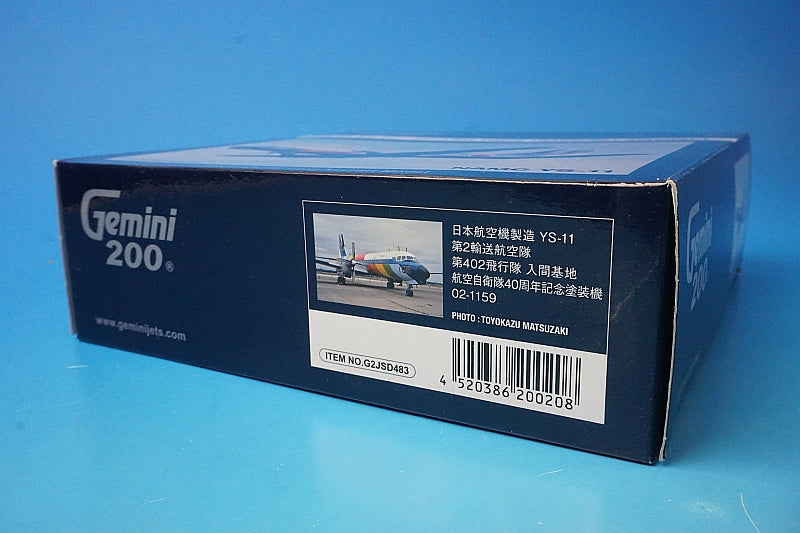 NAMC YS-11
Gemini
200®
www.geminijets.com
日本航空機製造 YS-11
第2輸送航空隊
第402飛行隊 入間基地
航空自衛隊40周年記念塗装機
02-1159
PHOTO : TOYOKAZU MATSUZAKI
ITEM NO.G2JSD483
4 520386 200208
Gemini
200